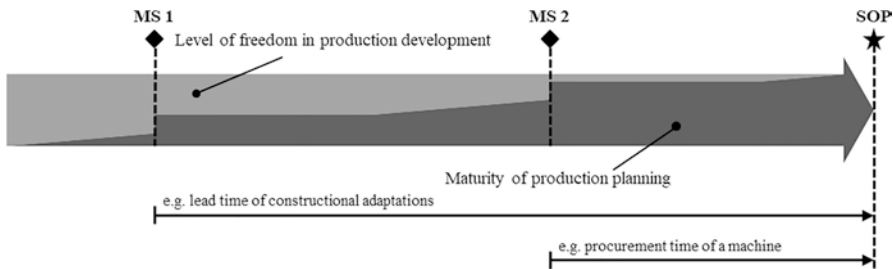 MS 1
MS 2
SOP
Level of freedom in production development
Maturity of production planning
e.g. lead time of constructional adaptations
e.g. procurement time of a machine